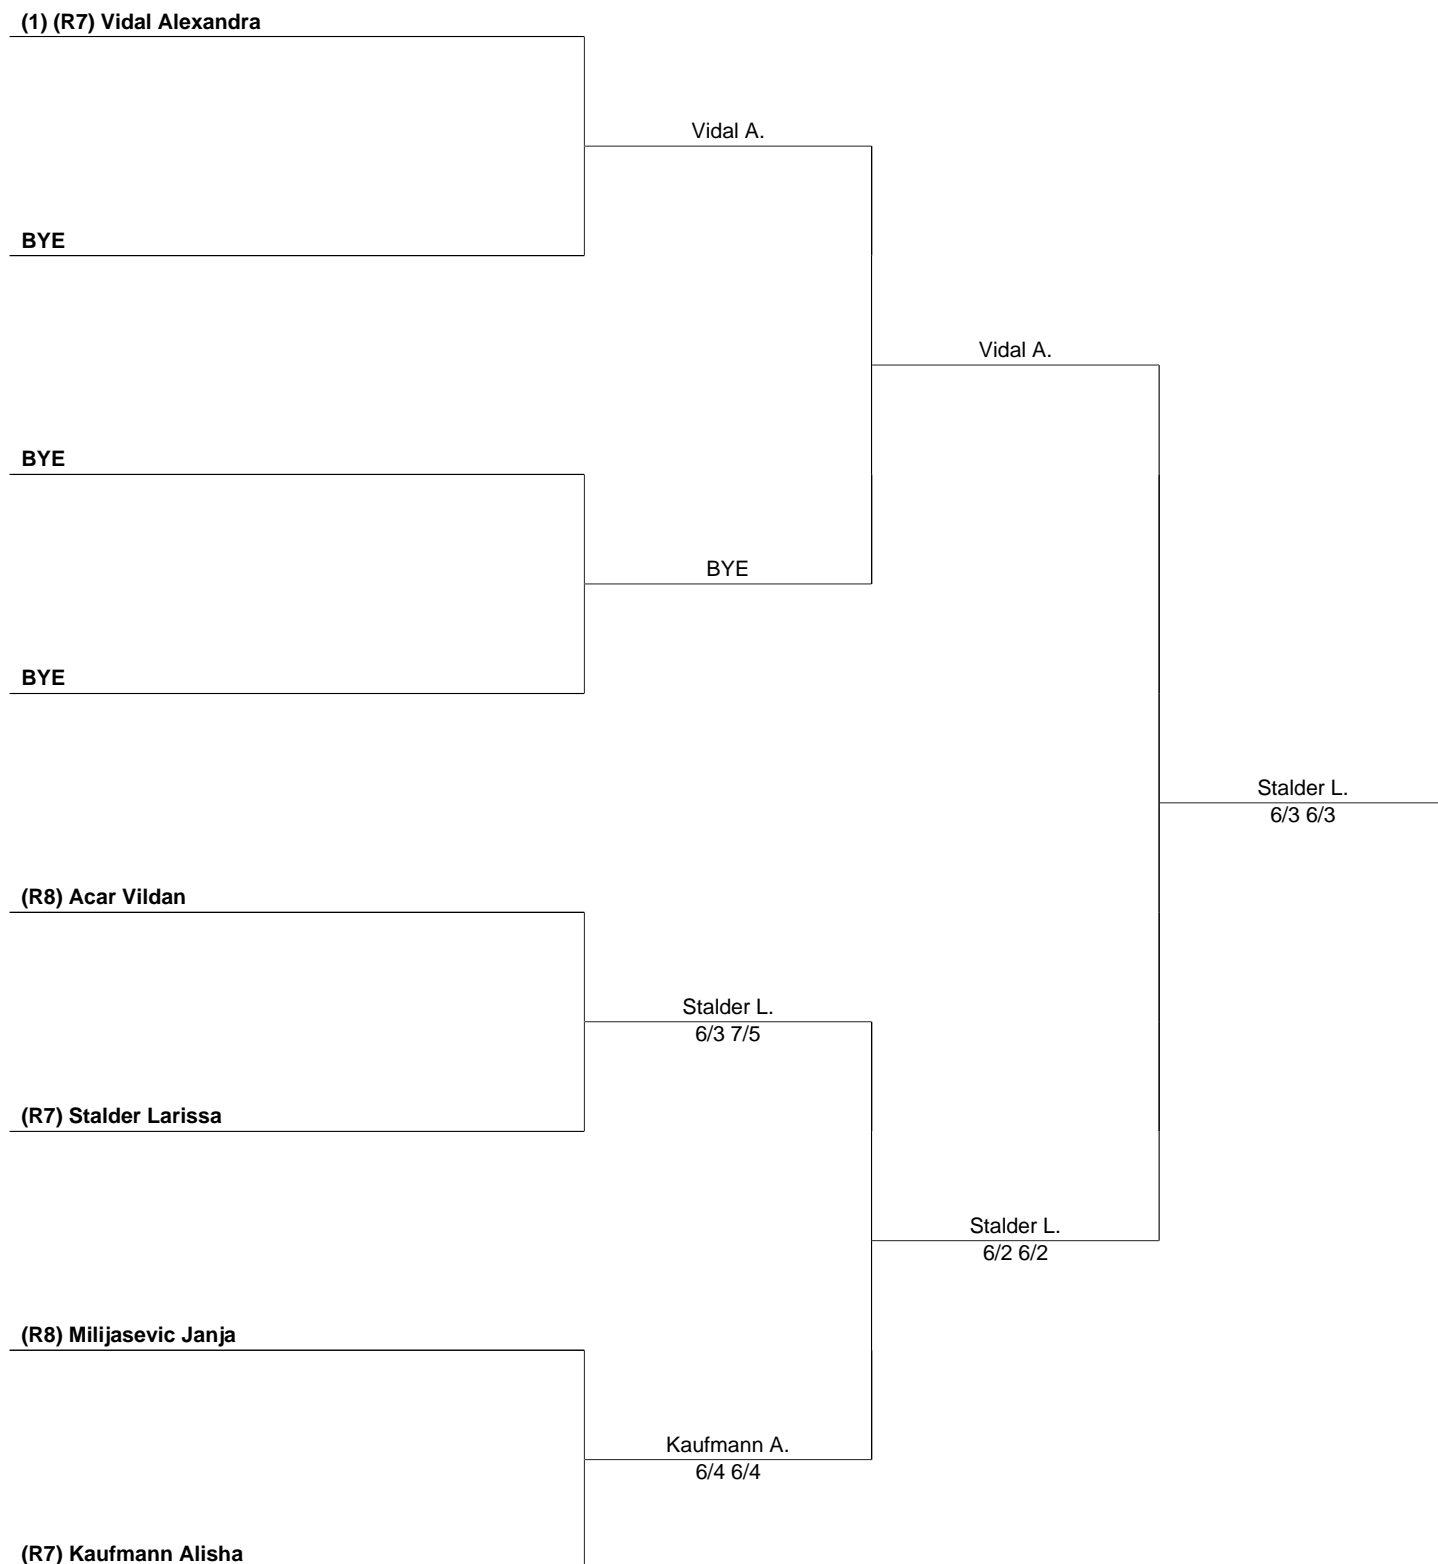 (1) (R7) Vidal Alexandra
Vidal A.
BYE
Vidal A.
BYE
BYE
BYE
Stalder L.
6/3 6/3
(R8) Acar Vildan
Stalder L.
6/3 7/5
(R7) Stalder Larissa
Stalder L.
6/2 6/2
(R8) Milijasevic Janja
Kaufmann A.
6/4 6/4
(R7) Kaufmann Alisha